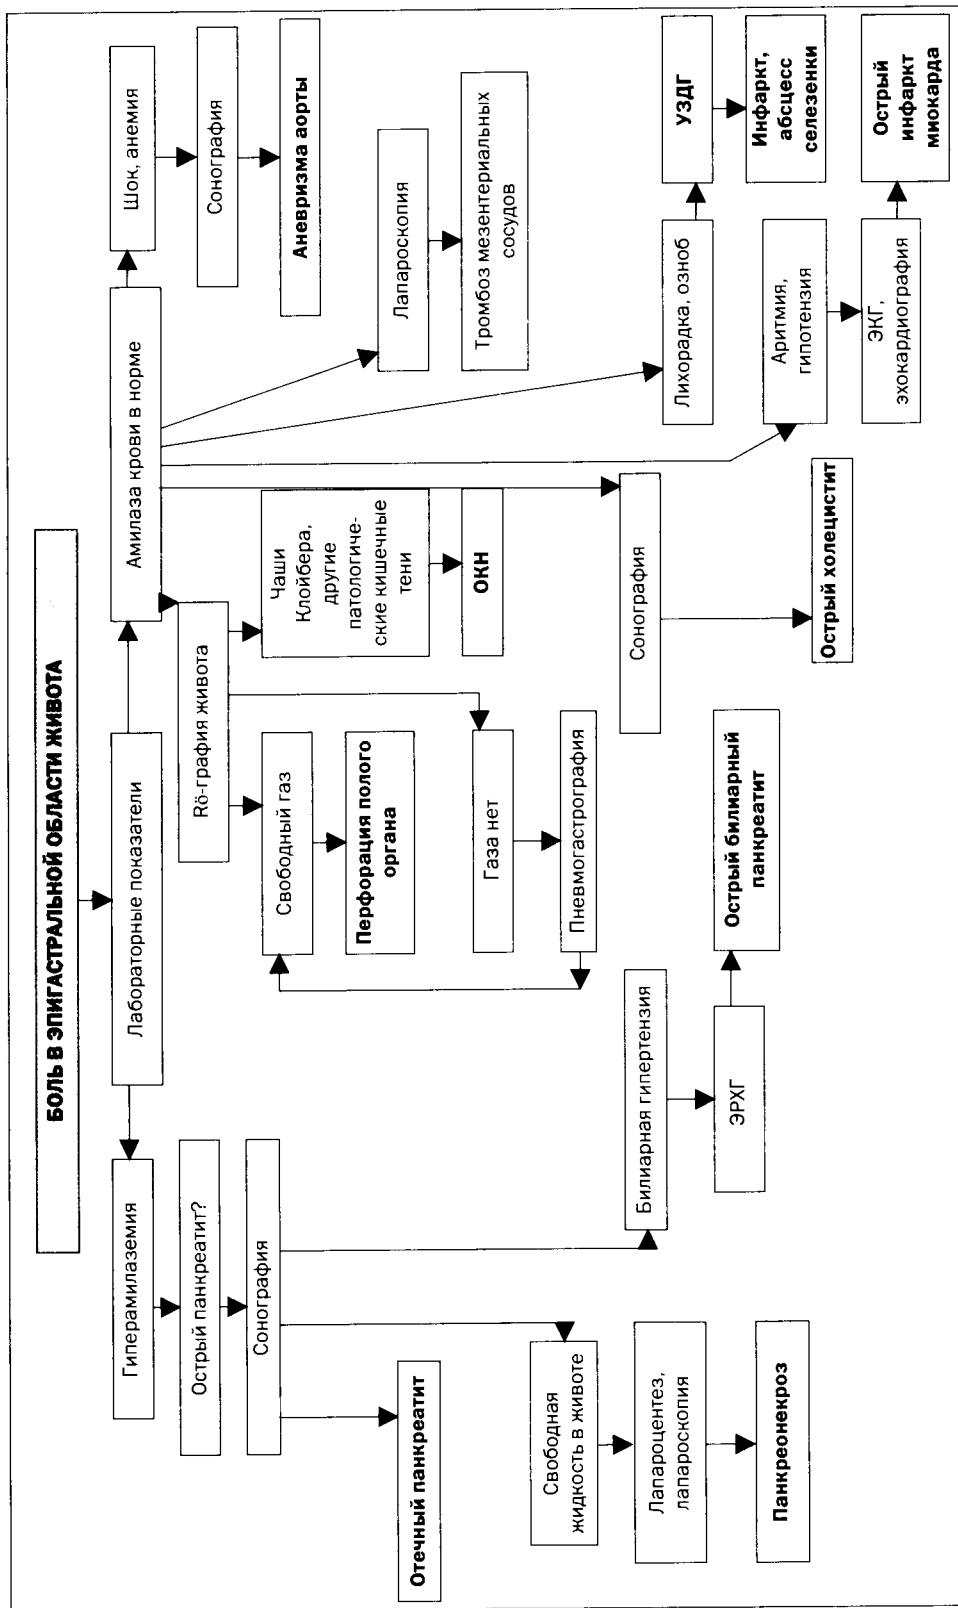 БОЛЬ В ЭПИГАСТРАЛЬНОЙ ОБЛАСТИ ЖИВОТА
Гиперамилаземия
Лабораторные показатели
Амилаза крови в норме
Шок, анемия
Острый панкреатит?
Rö-графия живота
Сонография
Сонография
Свободный газ
Чаши
Клойбера,
другие
патологиче-
ские кишечные
тени
Аневризма аорты
Отечный панкреатит
Перфорация полого
органа
Лапароскопия
ОКН
Тромбоз мезентериальных
сосудов
Газа нет
Свободная
жидкость в животе
Пневмогастрография
Билиарная гипертензия
Сонография
Лихорадка, озноб
УЗДГ
Лапароцентез,
лапароскопия
ЭРХГ
Острый билиарный
панкреатит
Инфаркт,
абсцесс
селезенки
Аритмия,
гипотензия
Панкреонекроз
Острый холецистит
ЭКГ,
эхокардиография
Острый
инфаркт
миокарда